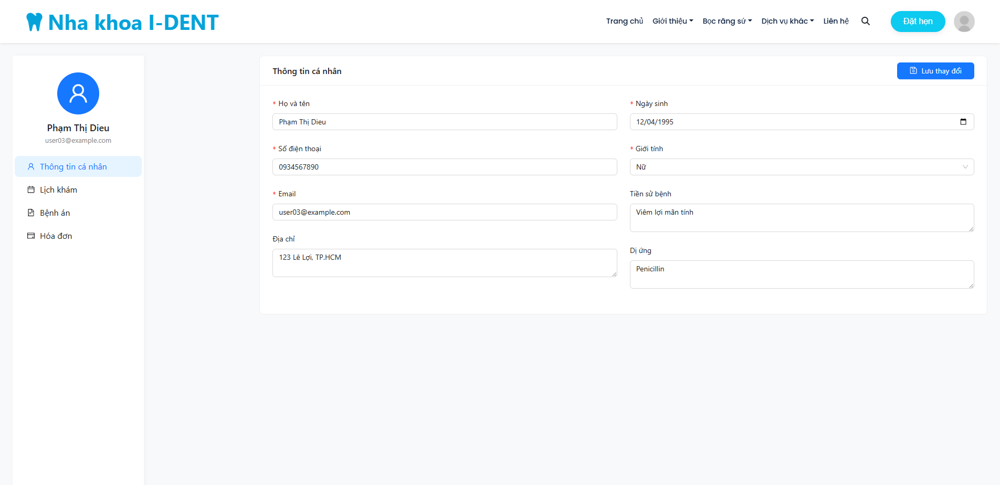 Nha khoa I-DENT
Trang chủ Giới thiệu Bọc răng sứ Dịch vụ khác Liên hệ Đặt hẹn
Phạm Thị Dieu
user03@example.com
Thông tin cá nhân
Lịch khám
Bệnh án
Hóa đơn
Thông tin cá nhân Lưu thay đổi
* Họ và tên
Phạm Thị Dieu
* Số điện thoại
0934567890
* Email
user03@example.com
Địa chỉ
123 Lê Lợi, TP.HCM
* Ngày sinh
12/04/1995
* Giới tính
Nữ
Tiền sử bệnh
Viêm lợi mãn tính
Dị ứng
Penicillin